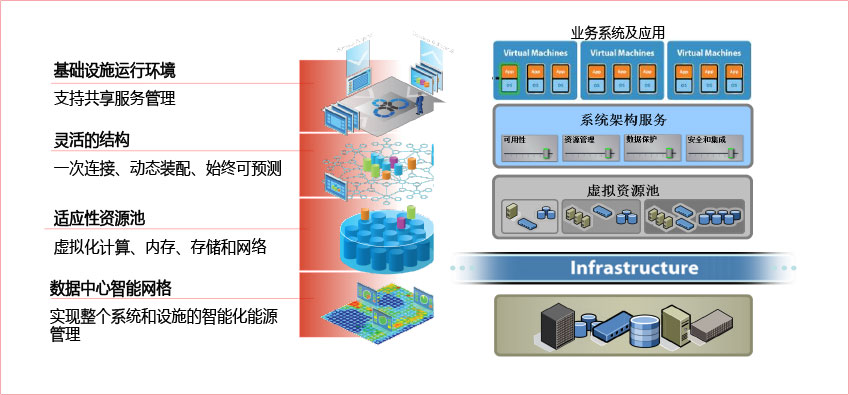 基础设施运行环境
支持共享服务管理
灵活的结构
一次连接、动态装配、始终可预测
适应性资源池
虚拟化计算、内存、存储和网络
数据中心智能网格
实现整个系统和设施的智能化能源
管理
业务系统及应用
Virtual Machines Virtual Machines Virtual Machines
App App App App App App App App App
OS OS OS OS OS OS OS OS OS
系统架构服务
可用性 资源管理 数据保护 安全和集成
虚拟资源池
Infrastructure